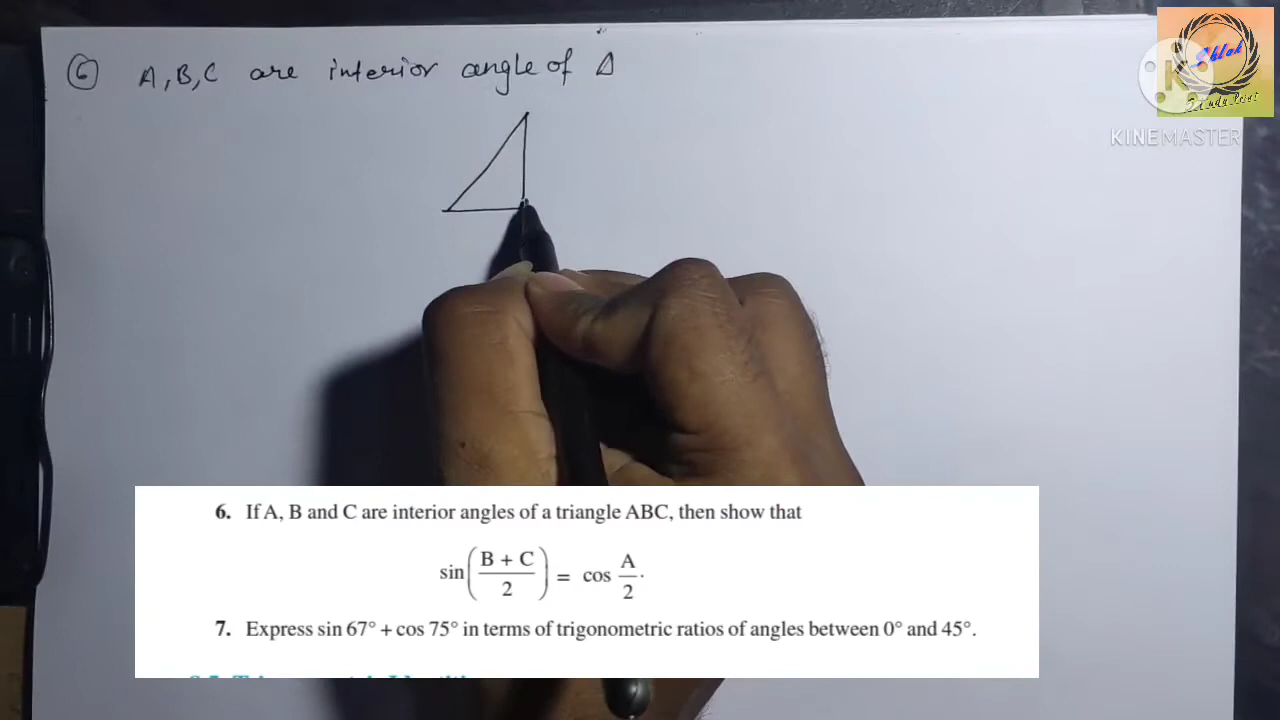 6 A, B, C are interior angle of Δ
KINEMASTER
6. If A, B and C are interior angles of a triangle ABC, then show that
sin((B + C)/2) = cos A/2.
7. Express sin 67° + cos 75° in terms of trigonometric ratios of angles between 0° and 45°.